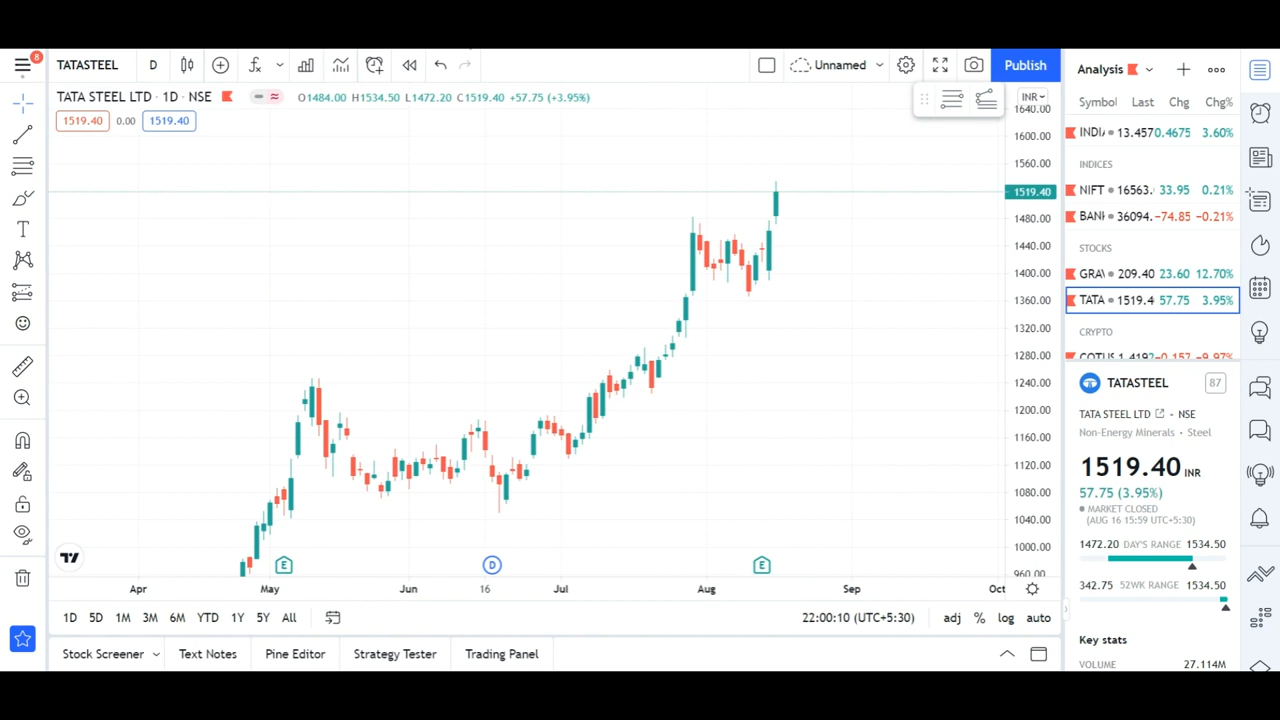 8
TATASTEEL D Unnamed Publish
TATA STEEL LTD · 1D · NSE O1484.00 H1534.50 L1472.20 C1519.40 +57.75 (+3.95%)
1519.40 0.00 1519.40
INR
1640.00
1600.00
1560.00
1519.40
1480.00
1440.00
1400.00
1360.00
1320.00
1280.00
1240.00
1200.00
1160.00
1120.00
1080.00
1040.00
1000.00
960.00
E D E
Apr May Jun 16 Jul Aug Sep Oct
1D 5D 1M 3M 6M YTD 1Y 5Y All 22:00:10 (UTC+5:30) adj % log auto
Stock Screener Text Notes Pine Editor Strategy Tester Trading Panel
Analysis
Symbol Last Chg Chg%
INDI 13.457 0.4675 3.60%
INDICES
NIFT 16563. 33.95 0.21%
BANI 36094. −74.85 −0.21%
STOCKS
GRA 209.40 23.60 12.70%
TATA 1519.4 57.75 3.95%
CRYPTO
TATASTEEL 87
TATA STEEL LTD · NSE
Non-Energy Minerals · Steel
1519.40 INR
57.75 (3.95%)
MARKET CLOSED
(AUG 16 15:59 UTC+5:30)
1472.20 DAY'S RANGE 1534.50
342.75 52WK RANGE 1534.50
Key stats
VOLUME 27.114M